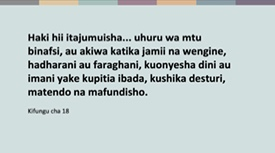 Haki hii itajumuisha... uhuru wa mtu
binafsi, au akiwa katika jamii na wengine,
hadharani au faraghani, kuonyesha dini au
imani yake kupitia ibada, kushika desturi,
matendo na mafundisho.
Kifungu cha 18